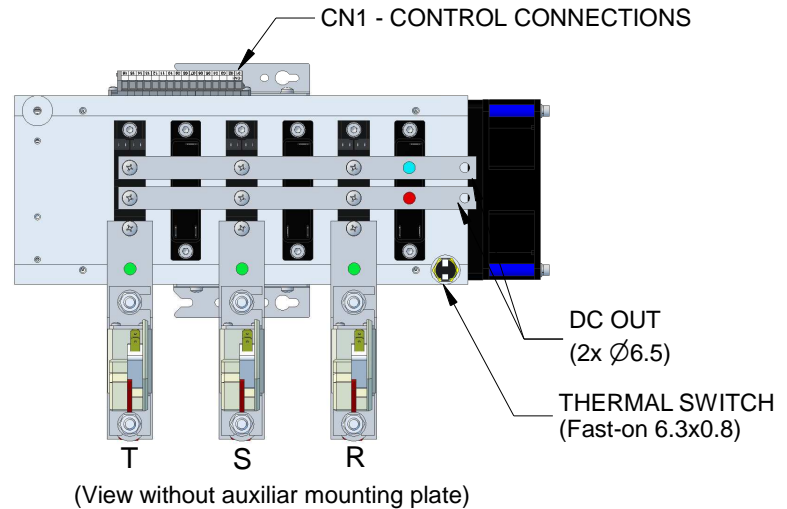 CN1 - CONTROL CONNECTIONS
DC OUT
(2x Ø6.5)
THERMAL SWITCH
(Fast-on 6.3x0.8)
T S R
(View without auxiliar mounting plate)